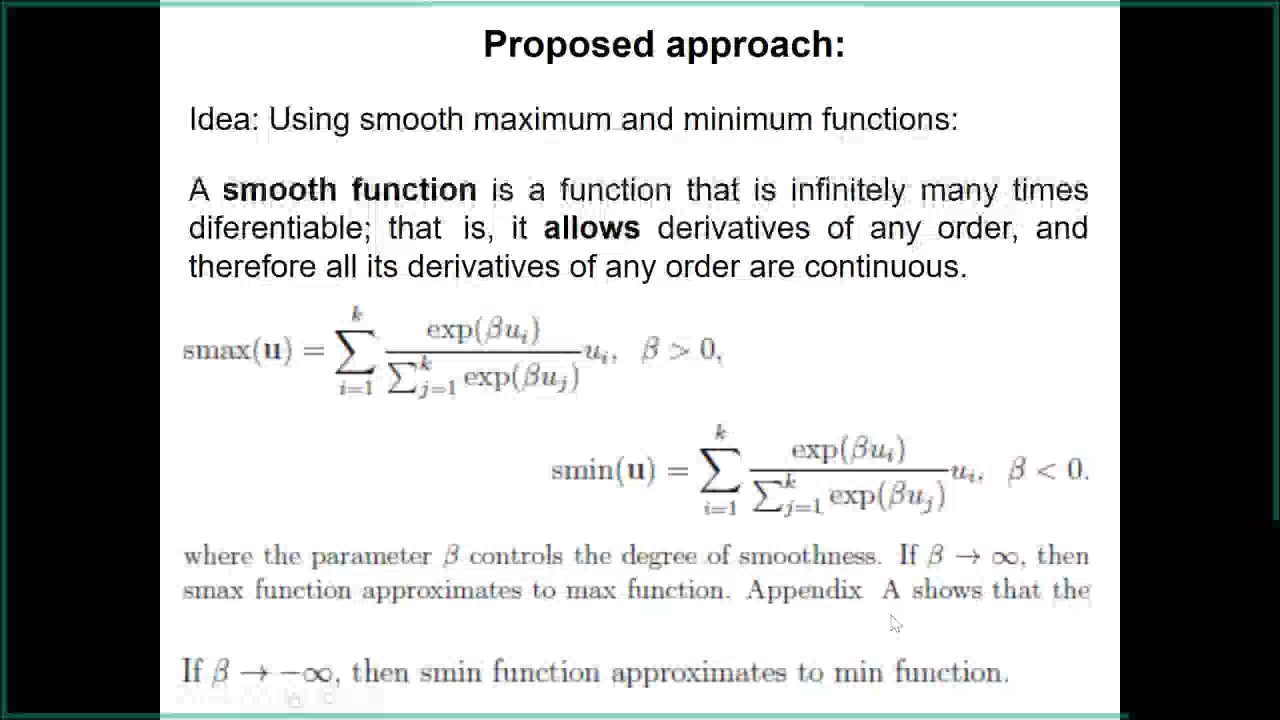 Proposed approach:
Idea: Using smooth maximum and minimum functions:
A smooth function is a function that is infinitely many times
diferentiable; that is, it allows derivatives of any order, and
therefore all its derivatives of any order are continuous.
smax(u) = ∑_{i=1}^{k} exp(βu_i) / ∑_{j=1}^{k} exp(βu_j) u_i, β > 0,
smin(u) = ∑_{i=1}^{k} exp(βu_i) / ∑_{j=1}^{k} exp(βu_j) u_i, β < 0.
where the parameter β controls the degree of smoothness. If β → ∞, then
smax function approximates to max function. Appendix A shows that the
If β → −∞, then smin function approximates to min function.